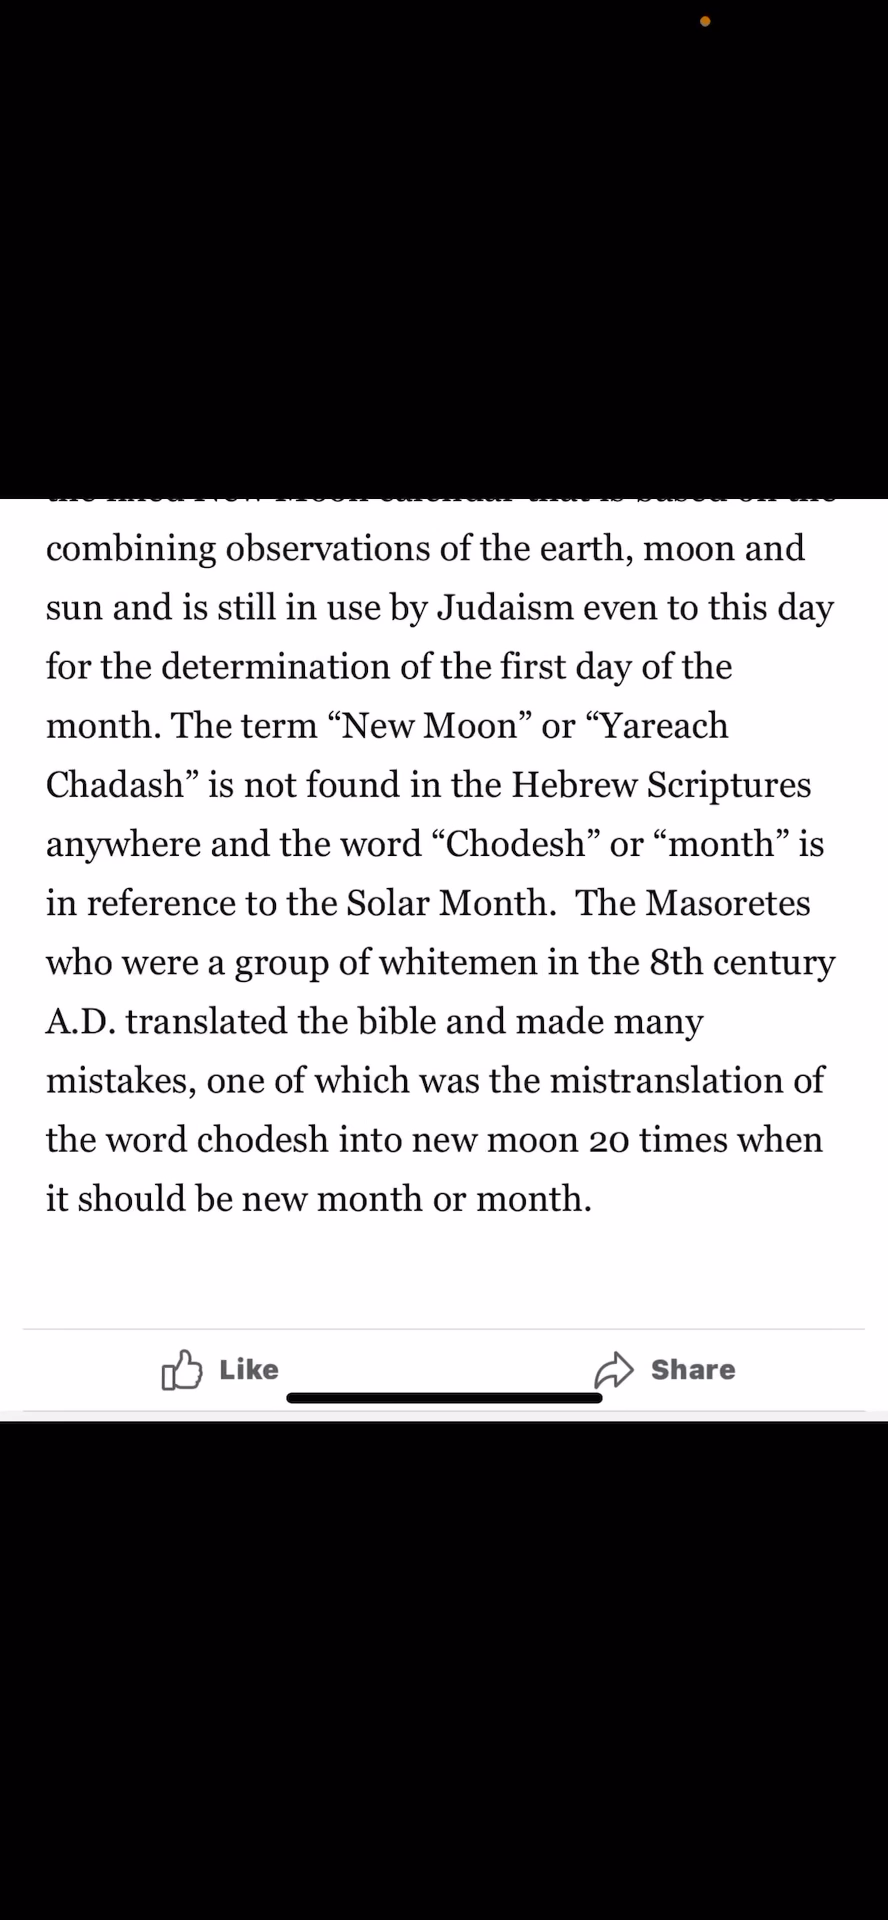 combining observations of the earth, moon and
sun and is still in use by Judaism even to this day
for the determination of the first day of the
month. The term “New Moon” or “Yareach
Chadash” is not found in the Hebrew Scriptures
anywhere and the word “Chodesh” or “month” is
in reference to the Solar Month.  The Masoretes
who were a group of whitemen in the 8th century
A.D. translated the bible and made many
mistakes, one of which was the mistranslation of
the word chodesh into new moon 20 times when
it should be new month or month.
Like
Share